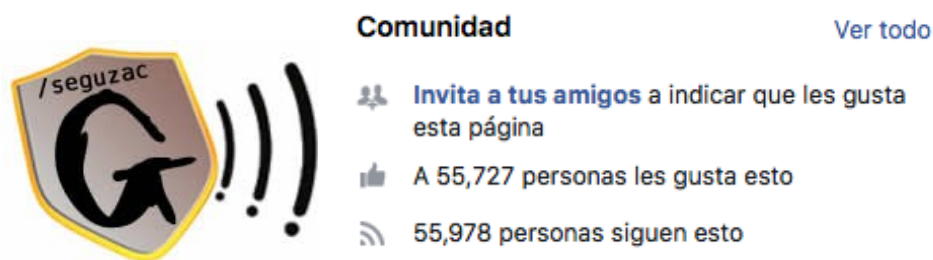 /seguzac
G
Comunidad
Ver todo
Invita a tus amigos a indicar que les gusta
esta página
A 55,727 personas les gusta esto
55,978 personas siguen esto